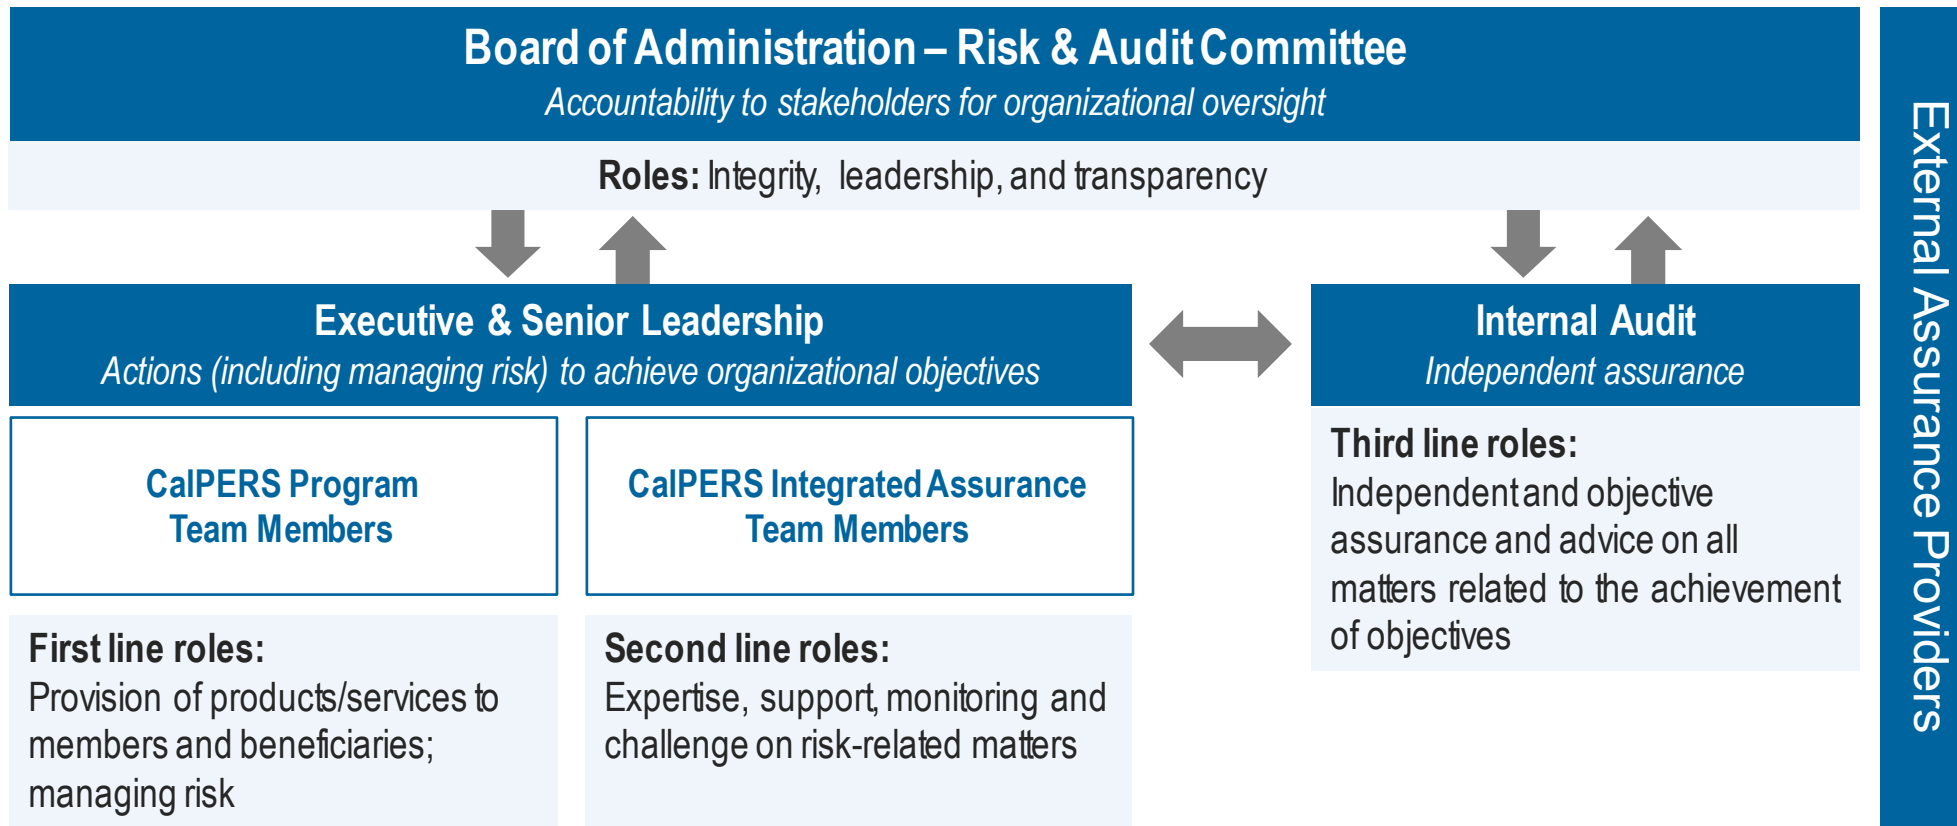 Board of Administration – Risk & Audit Committee
Accountability to stakeholders for organizational oversight
Roles: Integrity, leadership, and transparency
Executive & Senior Leadership
Actions (including managing risk) to achieve organizational objectives
CalPERS Program
Team Members
First line roles:
Provision of products/services to
members and beneficiaries;
managing risk
CalPERS Integrated Assurance
Team Members
Second line roles:
Expertise, support, monitoring and
challenge on risk-related matters
Internal Audit
Independent assurance
Third line roles:
Independent and objective
assurance and advice on all
matters related to the achievement
of objectives
External Assurance Providers